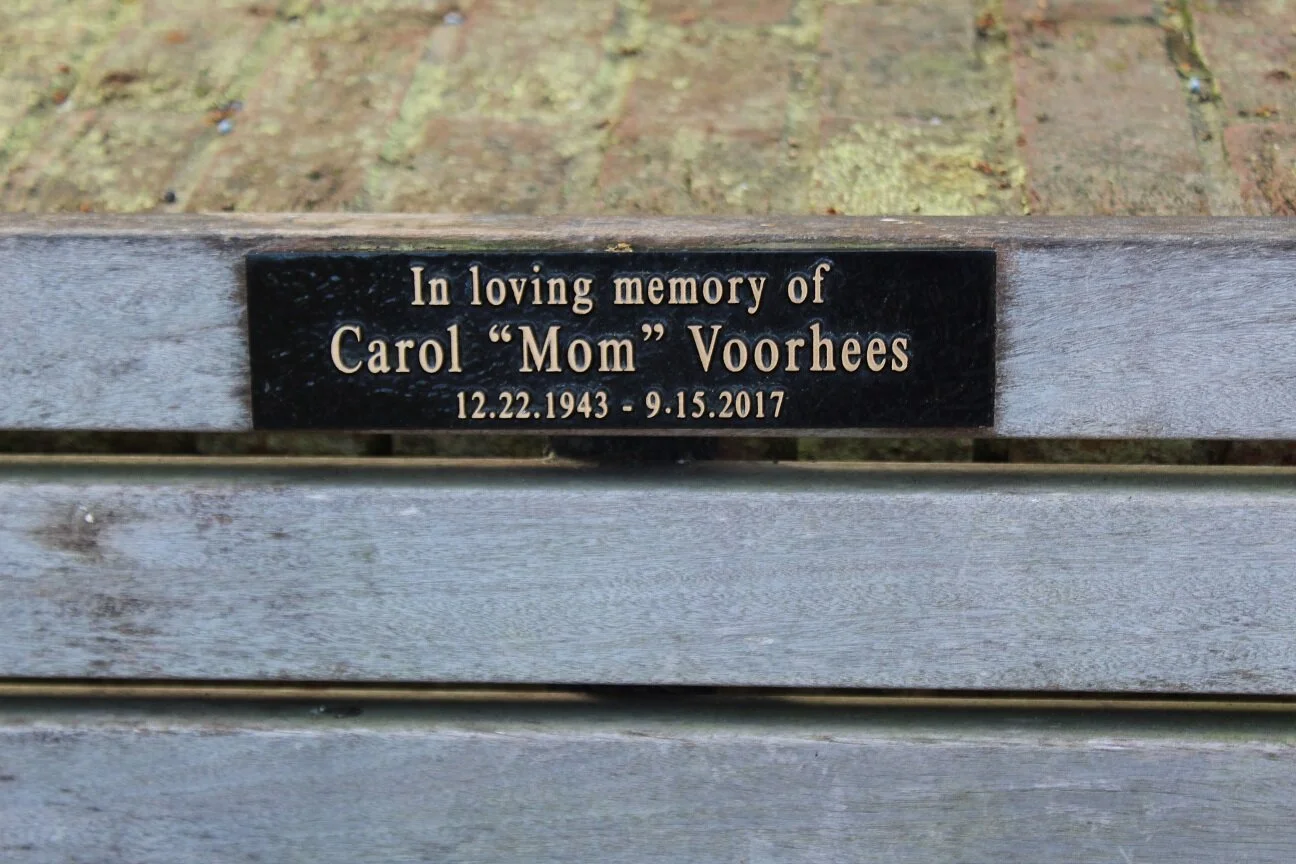 In loving memory of
Carol “Mom” Voorhees
12.22.1943 - 9.15.2017